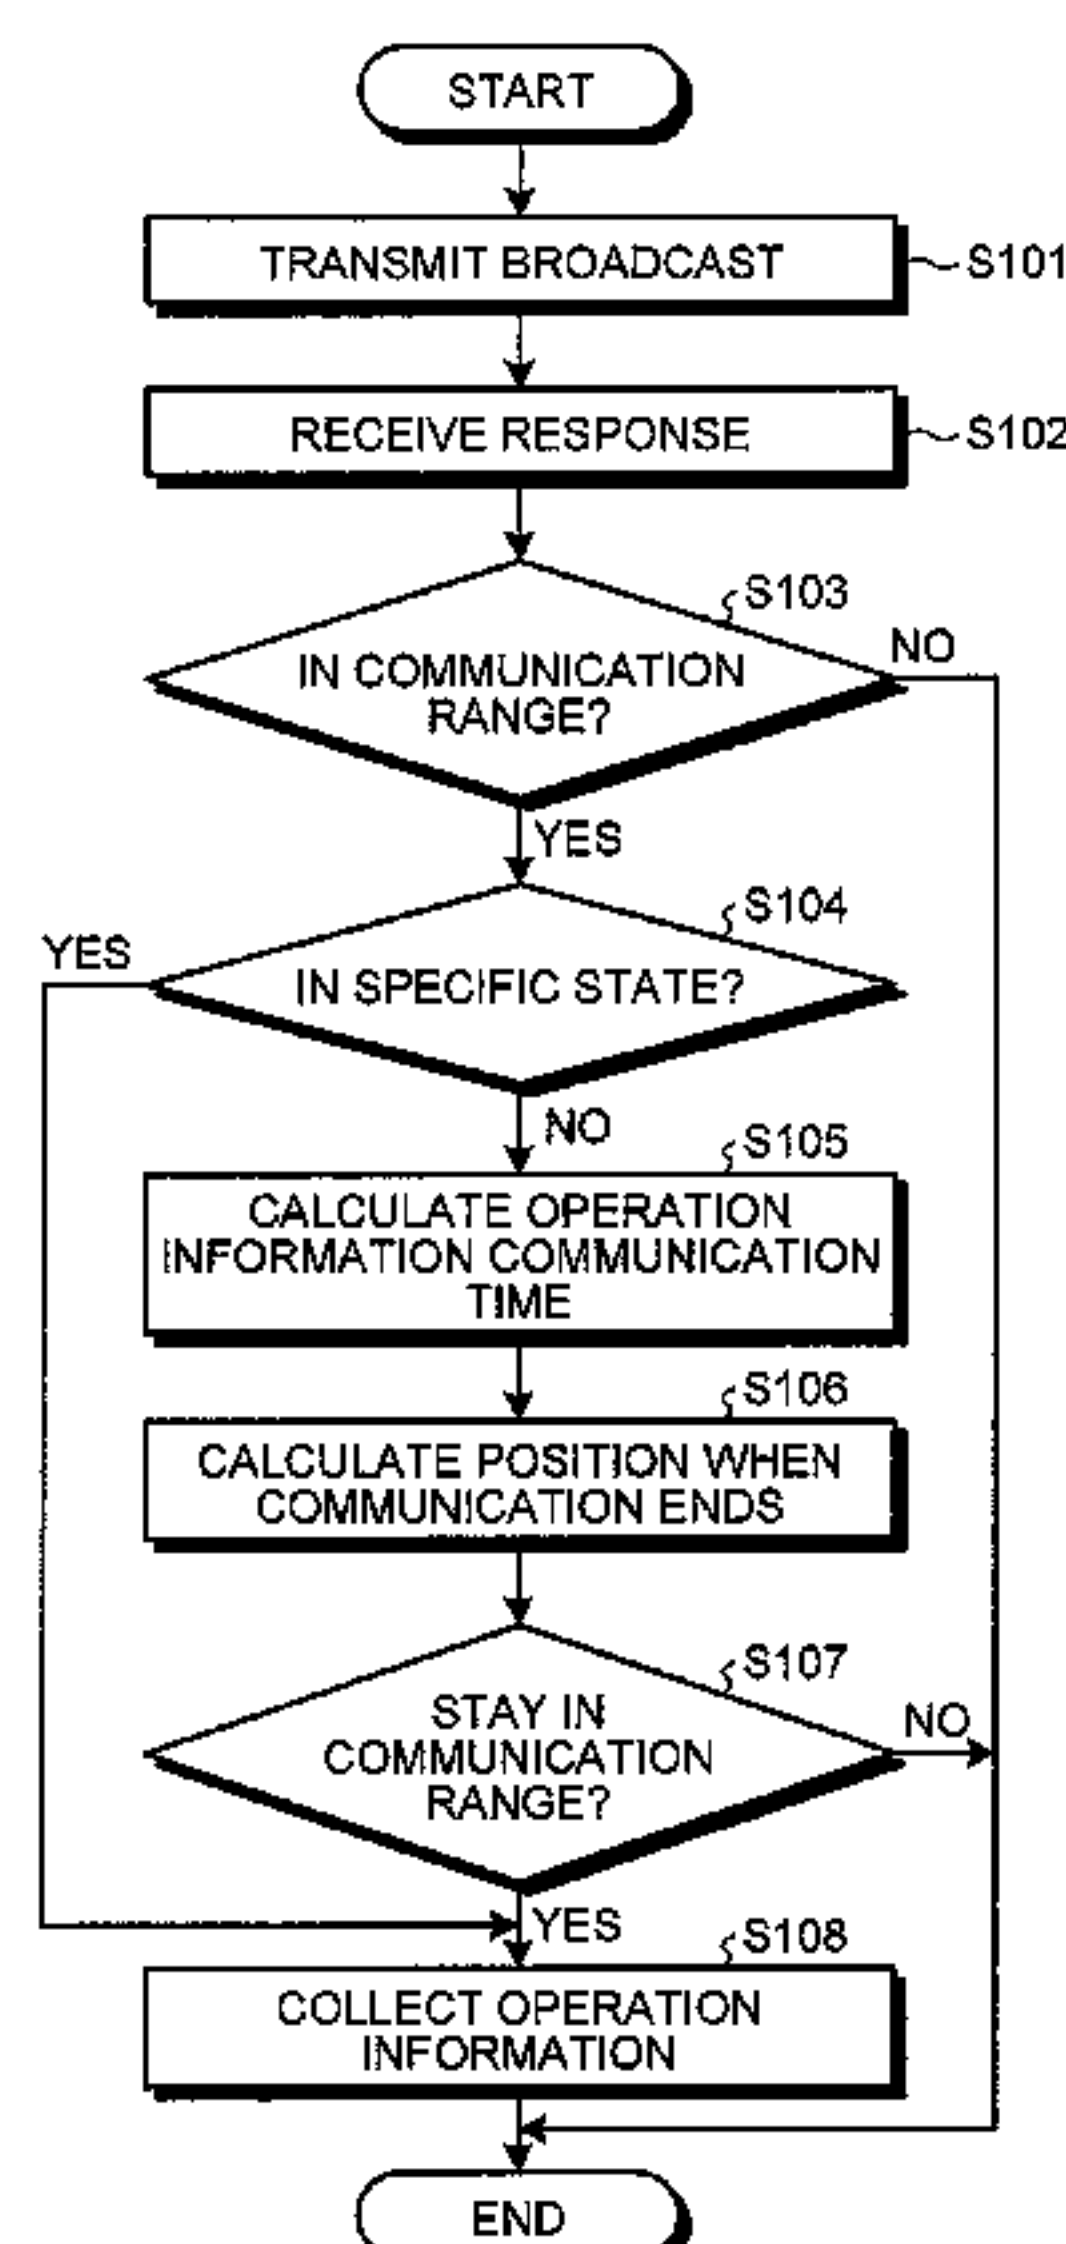 START
TRANSMIT BROADCAST
S101
RECEIVE RESPONSE
S102
S103
IN COMMUNICATION
RANGE?
NO
YES
S104
YES
IN SPECIFIC STATE?
NO
S105
CALCULATE OPERATION
INFORMATION COMMUNICATION
TIME
S106
CALCULATE POSITION WHEN
COMMUNICATION ENDS
S107
STAY IN
COMMUNICATION
RANGE?
NO
YES
S108
COLLECT OPERATION
INFORMATION
END